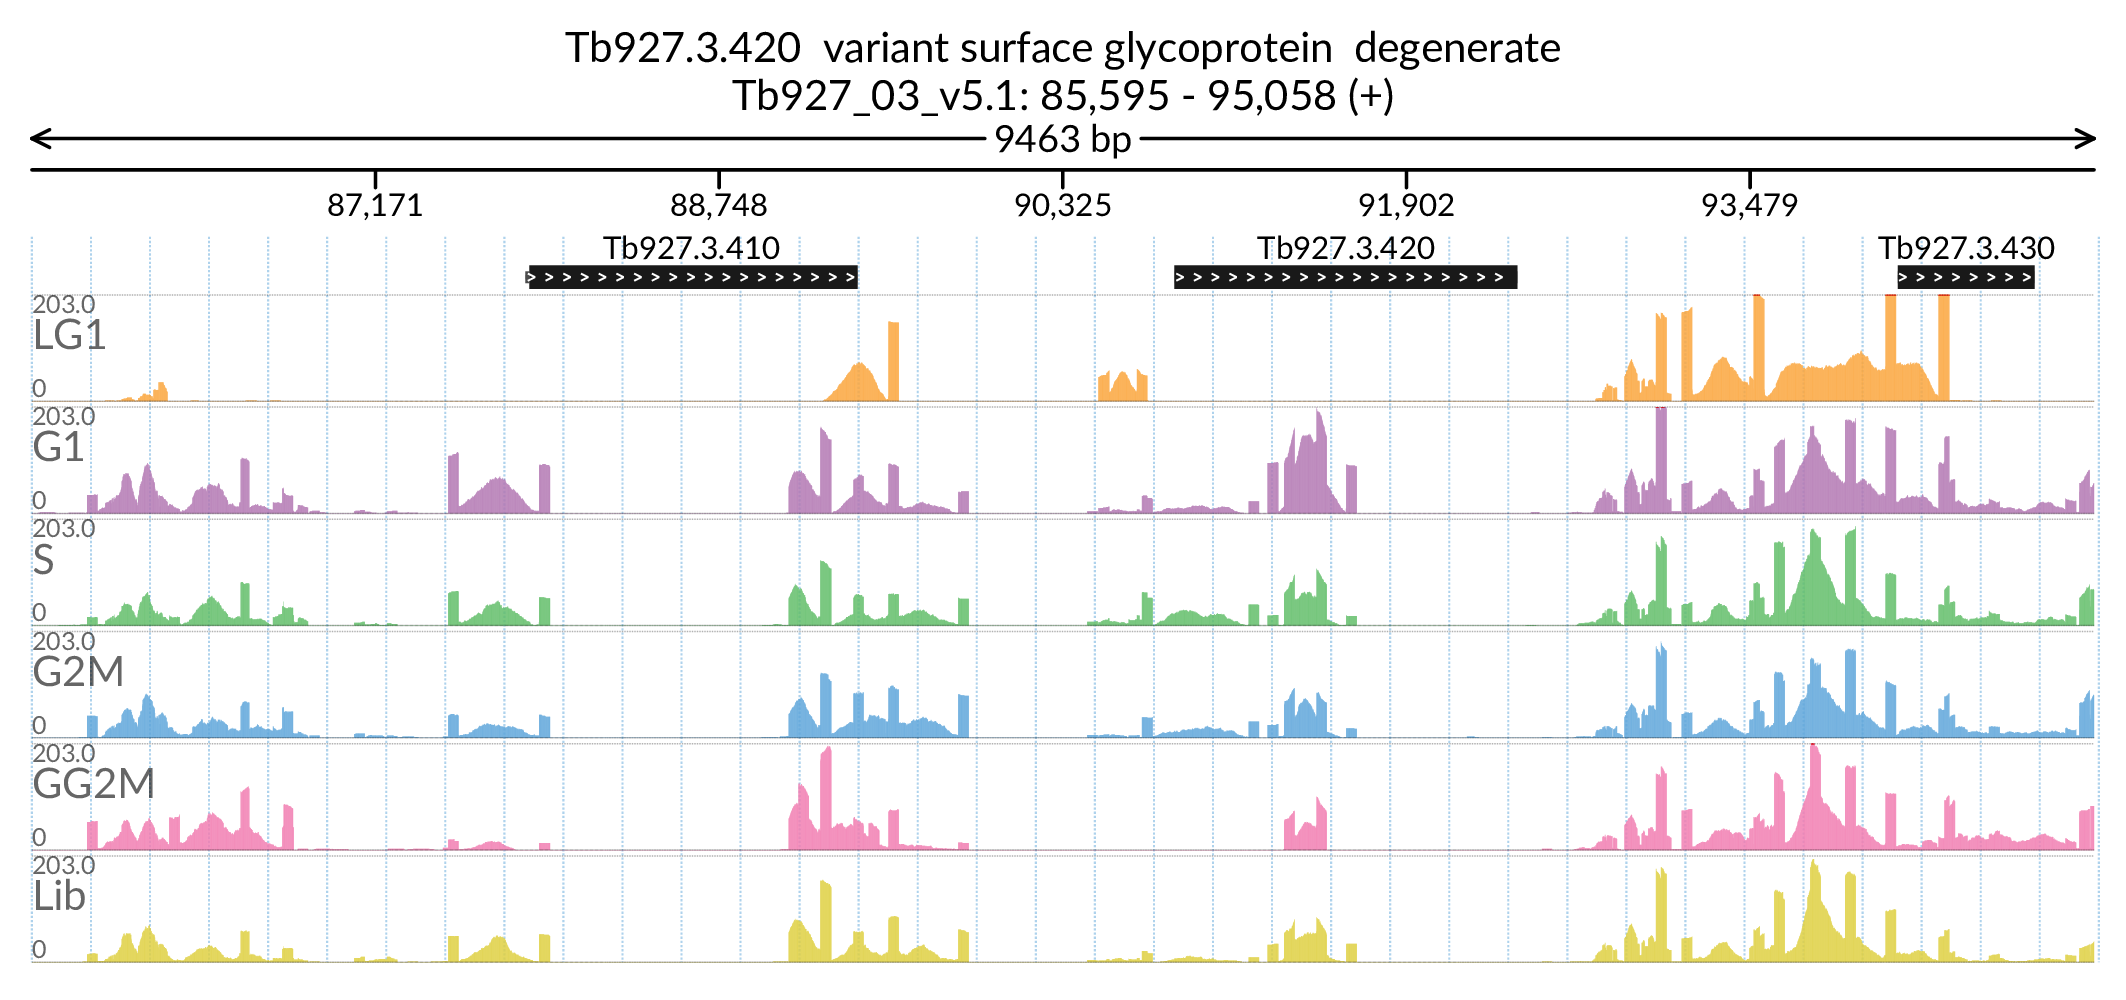 Tb927.3.420 variant surface glycoprotein degenerate
Tb927_03_v5.1: 85,595 - 95,058 (+)
9463 bp
87,171 88,748 90,325 91,902 93,479
Tb927.3.410 Tb927.3.420 Tb927.3.430
203.0
LG1
0
203.0
G1
0
203.0
S
0
203.0
G2M
0
203.0
GG2M
0
203.0
Lib
0